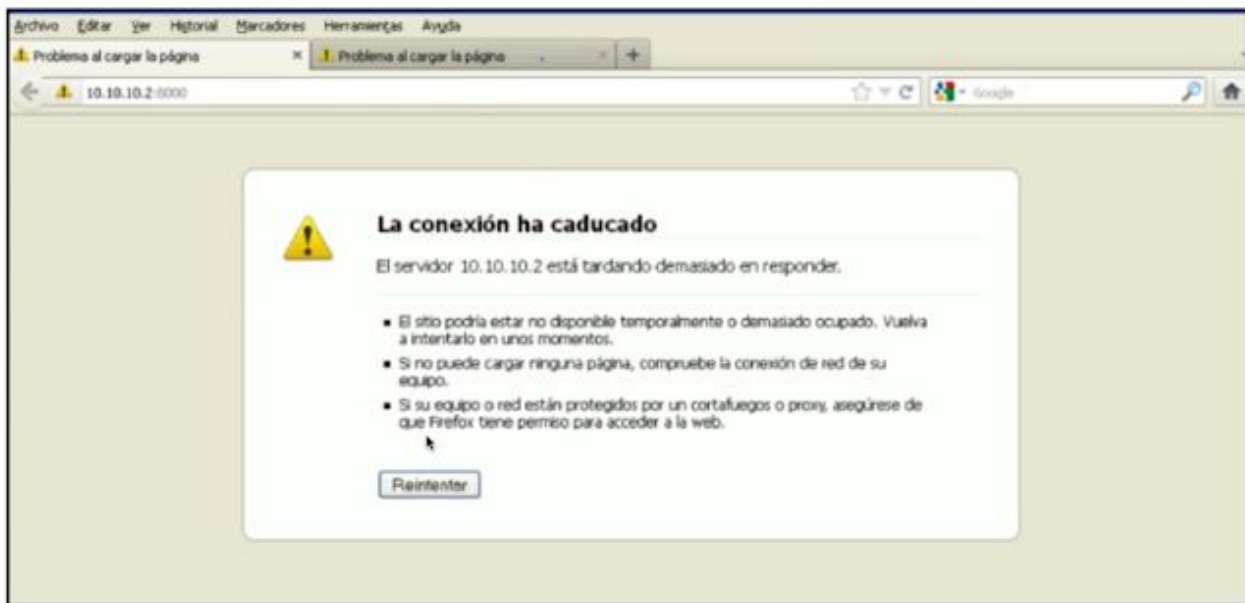 Archivo Editar Ver Historial Marcadores Herramientas Ayuda
Problema al cargar la página Problema al cargar la página
10.10.10.2:8000 Google
La conexión ha caducado
El servidor 10.10.10.2 está tardando demasiado en responder.
El sitio podría estar no disponible temporalmente o demasiado ocupado. Vuelva
a intentarlo en unos momentos.
Si no puede cargar ninguna página, compruebe la conexión de red de su
equipo.
Si su equipo o red están protegidos por un cortafuegos o proxy, asegúrese de
que Firefox tiene permiso para acceder a la web.
Reintentar